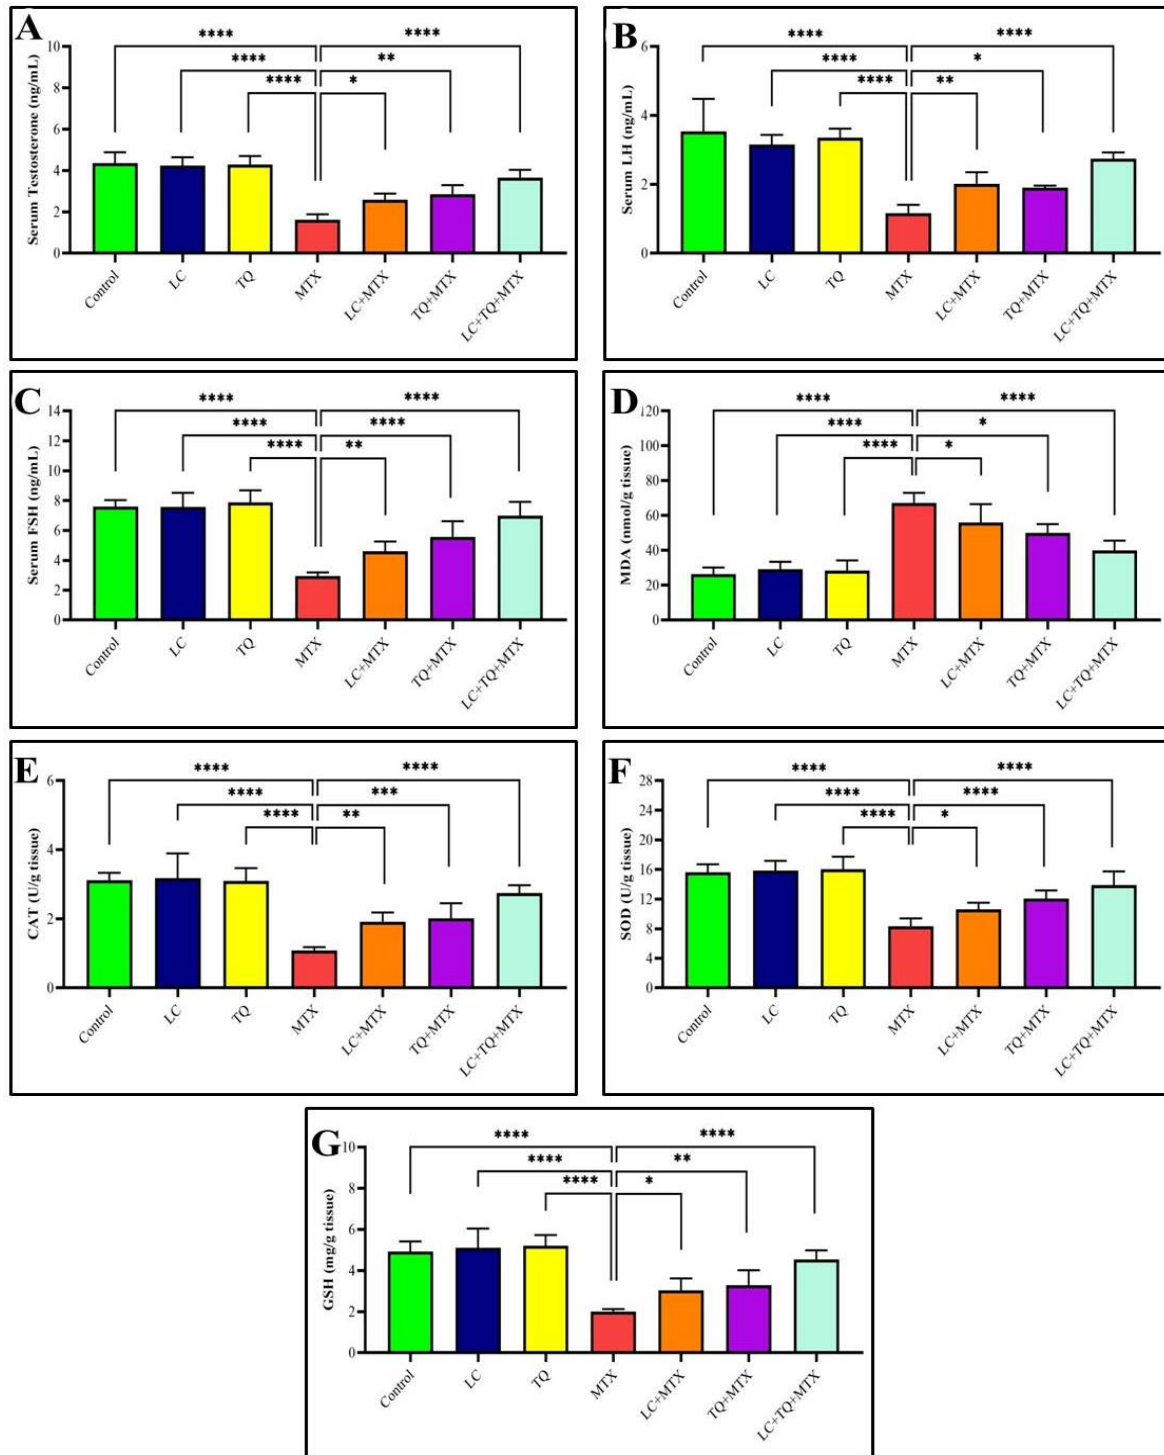 A
Serum Testosterone (ng/mL)
10
8
6
4
2
0
****
****
****
****
**
*
Control
LC
TQ
MTX
LC+MTX
TQ+MTX
LC+TQ+MTX
B
Serum LH (ng/mL)
6
4
2
0
****
****
****
****
*
**
Control
LC
TQ
MTX
LC+MTX
TQ+MTX
LC+TQ+MTX
C
Serum FSH (ng/mL)
14
12
10
8
6
4
2
0
****
****
****
****
****
**
Control
LC
TQ
MTX
LC+MTX
TQ+MTX
LC+TQ+MTX
D
MDA (nmol/g tissue)
120
100
80
60
40
20
0
****
****
****
****
*
*
Control
LC
TQ
MTX
LC+MTX
TQ+MTX
LC+TQ+MTX
E
CAT (U/g tissue)
6
4
2
0
****
****
****
****
***
**
Control
LC
TQ
MTX
LC+MTX
TQ+MTX
LC+TQ+MTX
F
SOD (U/g tissue)
28
24
20
16
12
8
4
0
****
****
****
****
****
*
Control
LC
TQ
MTX
LC+MTX
TQ+MTX
LC+TQ+MTX
G
GSH (mg/g tissue)
10
8
6
4
2
0
****
****
****
****
**
*
Control
LC
TQ
MTX
LC+MTX
TQ+MTX
LC+TQ+MTX